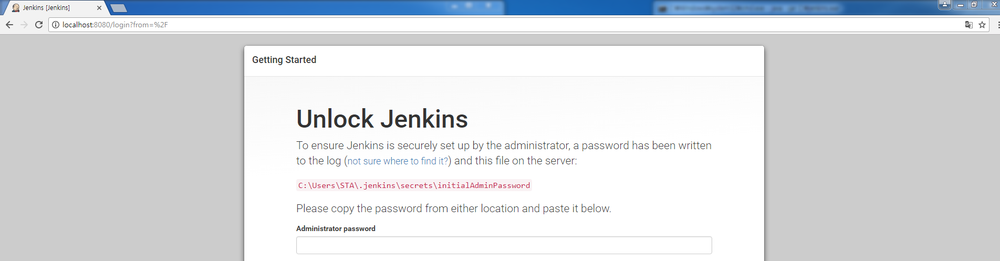 Jenkins [Jenkins]
localhost:8080/login?from=%2F
Getting Started
Unlock Jenkins
To ensure Jenkins is securely set up by the administrator, a password has been written
to the log (not sure where to find it?) and this file on the server:
C:\Users\STA\.jenkins\secrets\initialAdminPassword
Please copy the password from either location and paste it below.
Administrator password